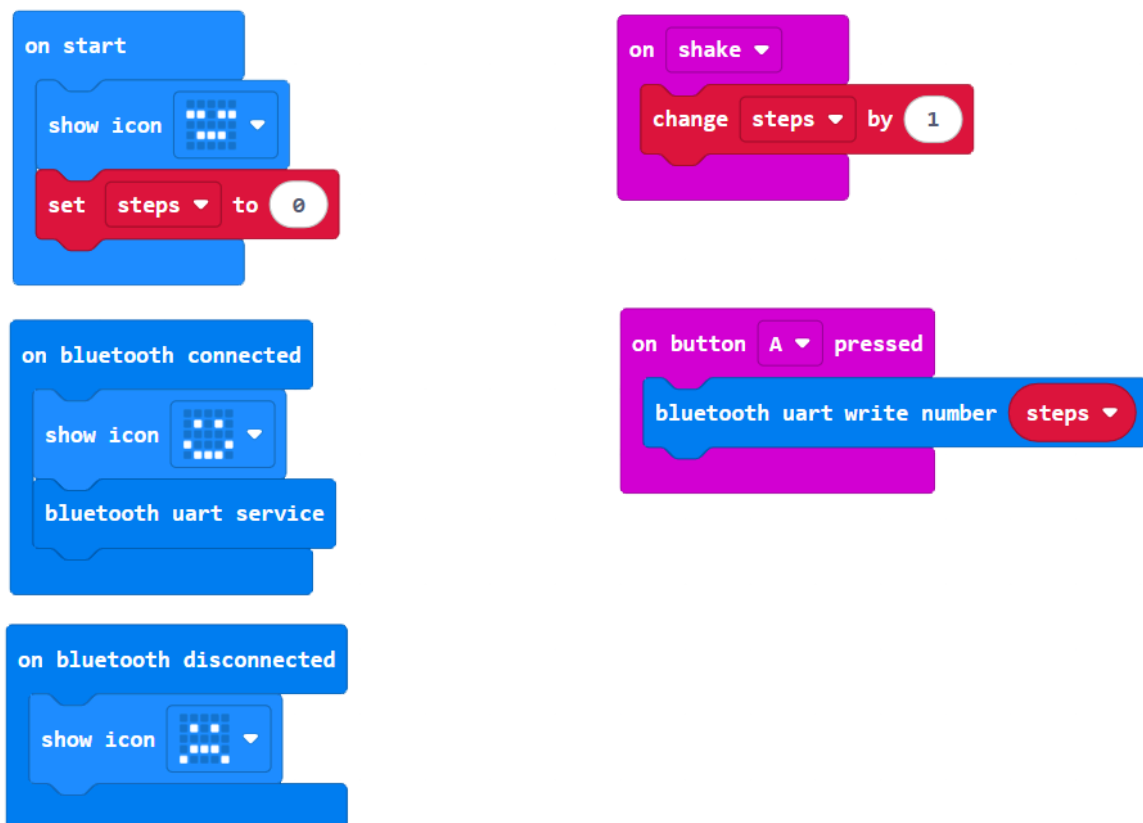 on start
show icon
set steps to 0
on bluetooth connected
show icon
bluetooth uart service
on bluetooth disconnected
show icon
on shake
change steps by 1
on button A pressed
bluetooth uart write number steps